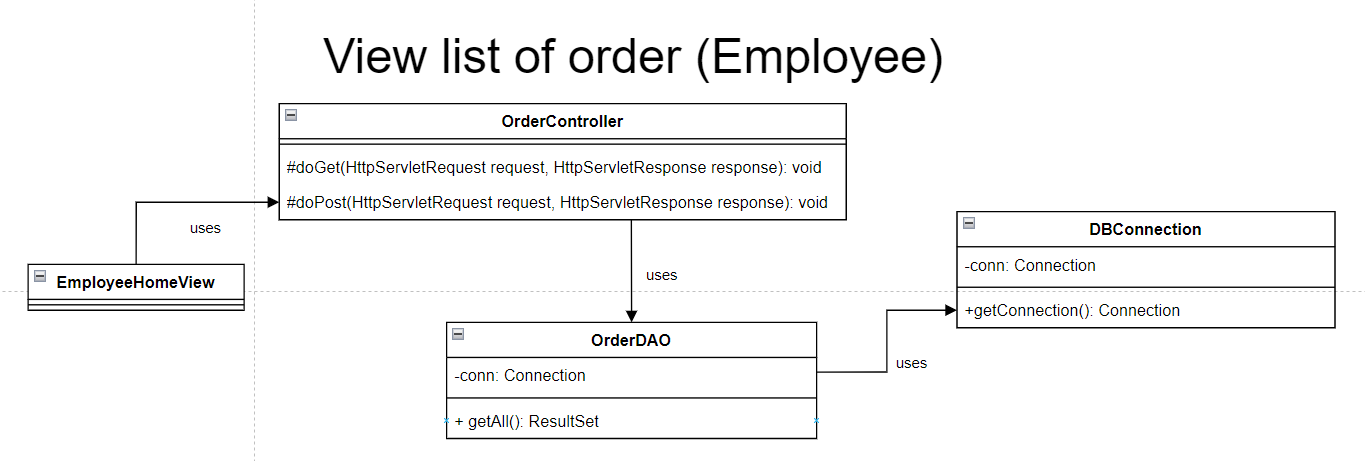 View list of order (Employee)
OrderController
#doGet(HttpServletRequest request, HttpServletResponse response): void
#doPost(HttpServletRequest request, HttpServletResponse response): void
uses
EmployeeHomeView
uses
DBConnection
-conn: Connection
+getConnection(): Connection
OrderDAO
-conn: Connection
+ getAll(): ResultSet
uses